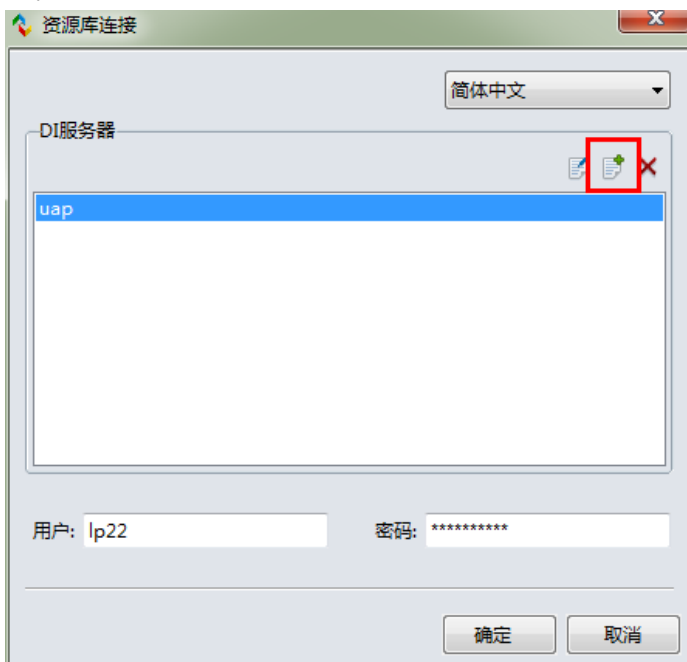 资源库连接
简体中文
DI服务器
uap
用户: lp22 密码: **********
确定 取消